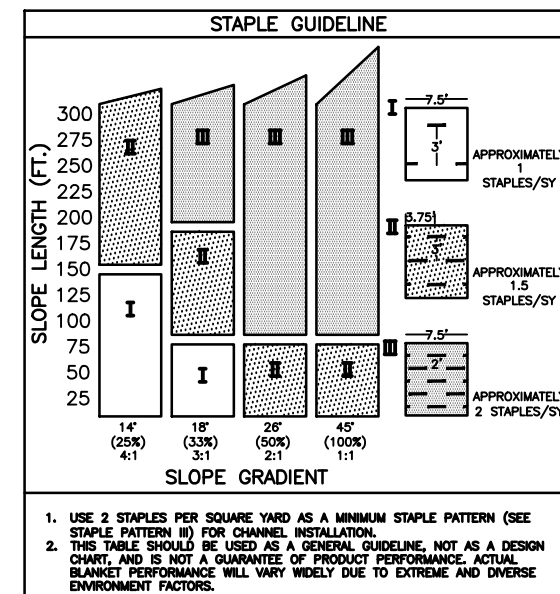 STAPLE GUIDELINE
SLOPE LENGTH (FT.)
300
275
250
225
200
175
150
125
100
75
50
25
II
I
III
II
I
III
II
III
II
14° 18° 26° 45°
(25%) (33%) (50%) (100%)
4:1 3:1 2:1 1:1
SLOPE GRADIENT
I
7.5'
3'
APPROXIMATELY
1
STAPLES/SY
II
3.75'
3'
APPROXIMATELY
1.5
STAPLES/SY
III
7.5'
2'
APPROXIMATELY
2 STAPLES/SY
1. USE 2 STAPLES PER SQUARE YARD AS A MINIMUM STAPLE PATTERN (SEE
STAPLE PATTERN III) FOR CHANNEL INSTALLATION.
2. THIS TABLE SHOULD BE USED AS A GENERAL GUIDELINE, NOT AS A DESIGN
CHART, AND IS NOT A GUARANTEE OF PRODUCT PERFORMANCE. ACTUAL
BLANKET PERFORMANCE WILL VARY WIDELY DUE TO EXTREME AND DIVERSE
ENVIRONMENT FACTORS.